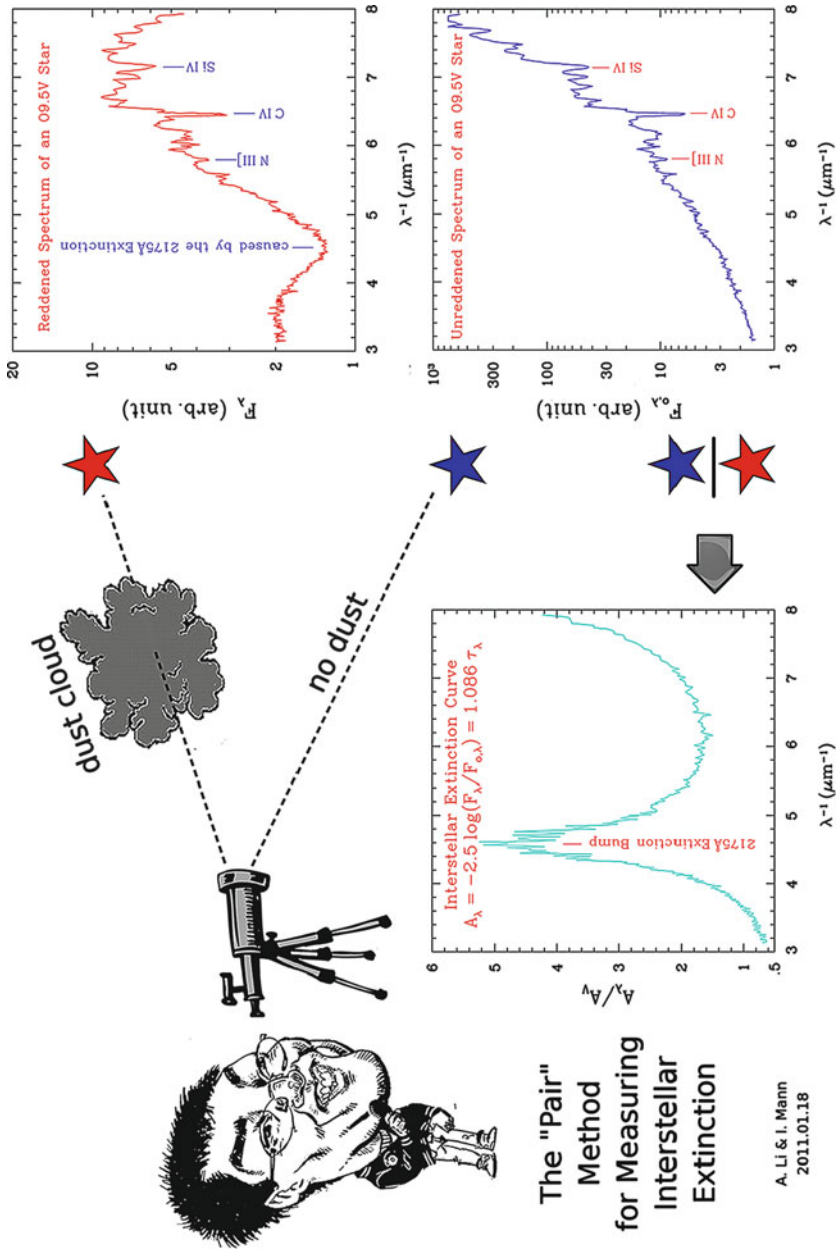 dust cloud
no dust
The "Pair"
Method
for Measuring
Interstellar
Extinction
A. Li & I. Mann
2011.01.18
Reddened Spectrum of an O9.5V Star
caused by the 2175Å Extinction
N III]
C IV
Si IV
F_λ (arb. unit)
20
10
5
2
1
3 4 5 6 7 8
λ⁻¹ (μm⁻¹)
Unreddened Spectrum of an O9.5V Star
N III]
C IV
Si IV
F_o,λ (arb. unit)
10³
300
100
30
10
3
1
3 4 5 6 7 8
λ⁻¹ (μm⁻¹)
Interstellar Extinction Curve
A_λ = −2.5 log(F_λ/F_o,λ) = 1.086 τ_λ
2175Å Extinction Bump
A_λ/A_V
6
5
4
3
2
1
.5
3 4 5 6 7 8
λ⁻¹ (μm⁻¹)